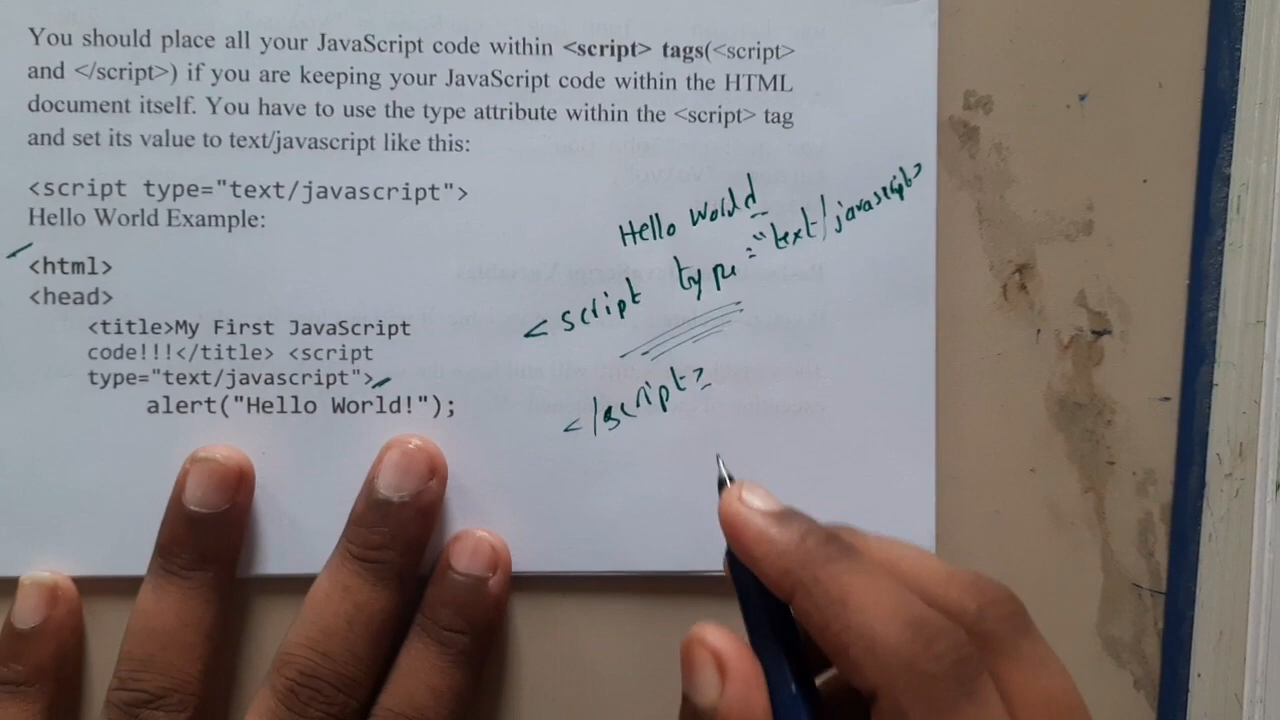 You should place all your JavaScript code within <script> tags(<script>
and </script>) if you are keeping your JavaScript code within the HTML
document itself. You have to use the type attribute within the <script> tag
and set its value to text/javascript like this:
<script type="text/javascript">
Hello World Example:
<html>
<head>
<title>My First JavaScript
code!!!</title> <script
type="text/javascript">
alert("Hello World!");
Hello World
<script type="text/javascript>
</script>